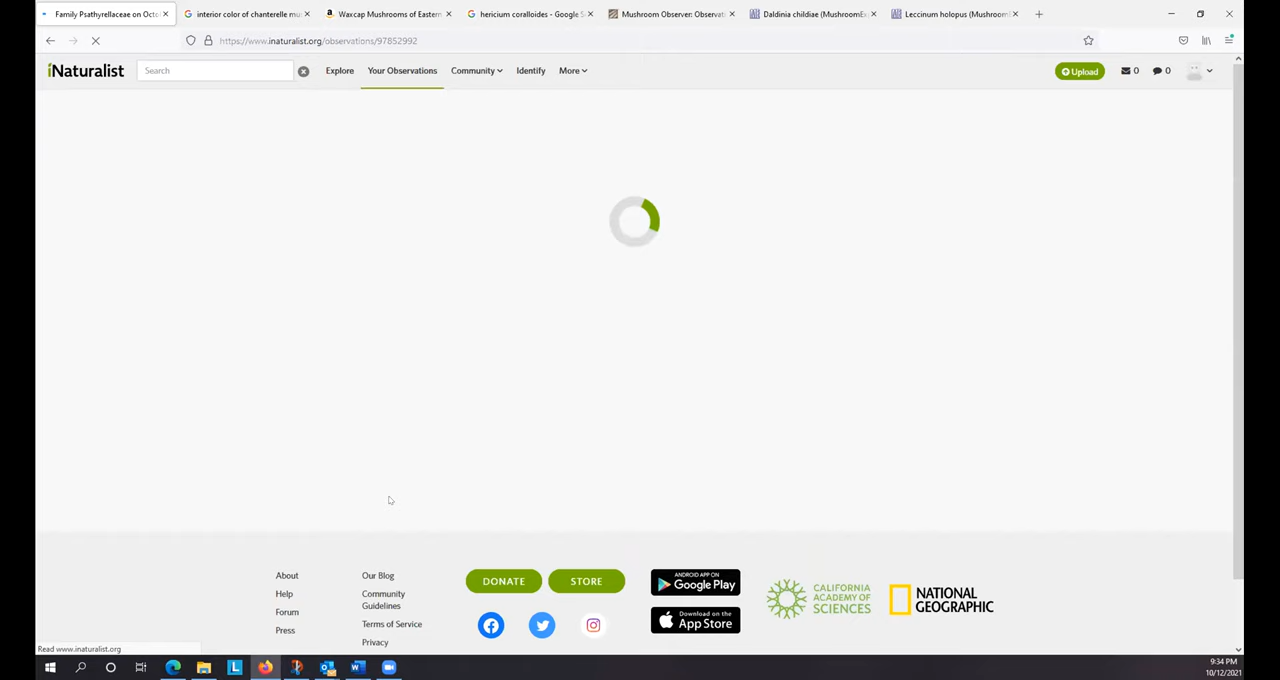 Family Psathyrellaceae on Octo
interior color of chanterelle mu
Waxcap Mushrooms of Eastern
hericium coralloides - Google S
Mushroom Observer: Observat
Daldinia childiae (MushroomEx
Leccinum holopus (MushroomE
https://www.inaturalist.org/observations/97852992
iNaturalist
Search
Explore
Your Observations
Community
Identify
More
Upload
0
0
About
Help
Forum
Press
Our Blog
Community
Guidelines
Terms of Service
Privacy
DONATE
STORE
ANDROID APP ON
Google Play
Download on the
App Store
CALIFORNIA
ACADEMY OF
SCIENCES
NATIONAL
GEOGRAPHIC
Read www.inaturalist.org
9:34 PM
10/12/2021